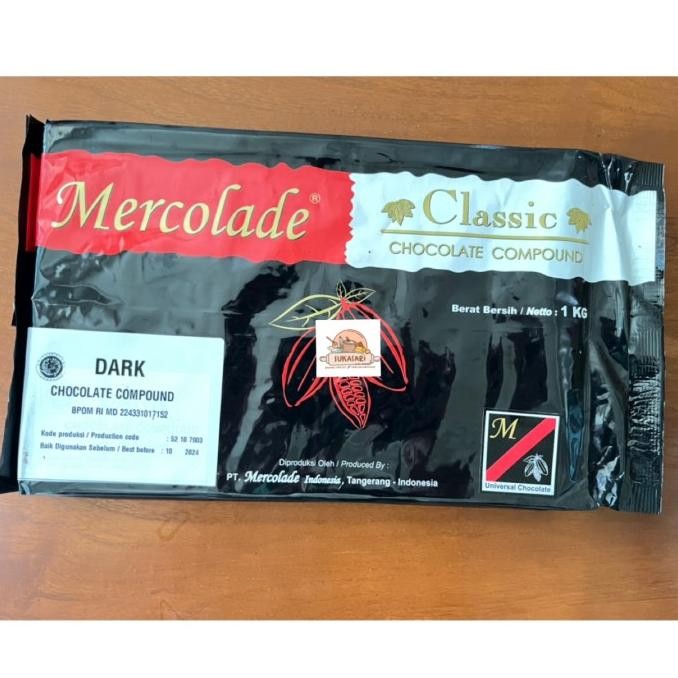 Mercolade®
Classic
CHOCOLATE COMPOUND
Berat Bersih / Netto : 1 KG
SUKASARI
DARK
CHOCOLATE COMPOUND
BPOM RI MD 224331017152
Kode produksi / Production code : 52 10 7903
Baik Digunakan Sebelum / Best before : 10 2024
Diproduksi Oleh / Produced By :
PT. Mercolade Indonesia, Tangerang - Indonesia
M
Universal Chocolate